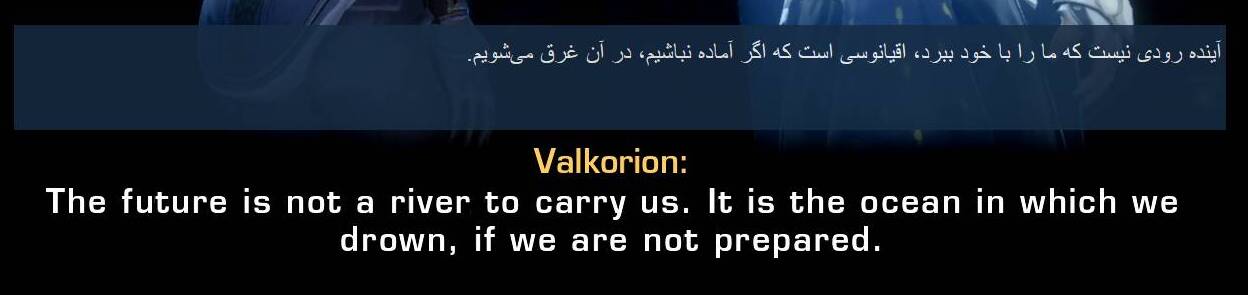 آینده رودی نیست که ما را با خود ببرد، اقیانوسی است که اگر آماده نباشیم، در آن غرق می‌شویم.
Valkorion:
The future is not a river to carry us. It is the ocean in which we
drown, if we are not prepared.